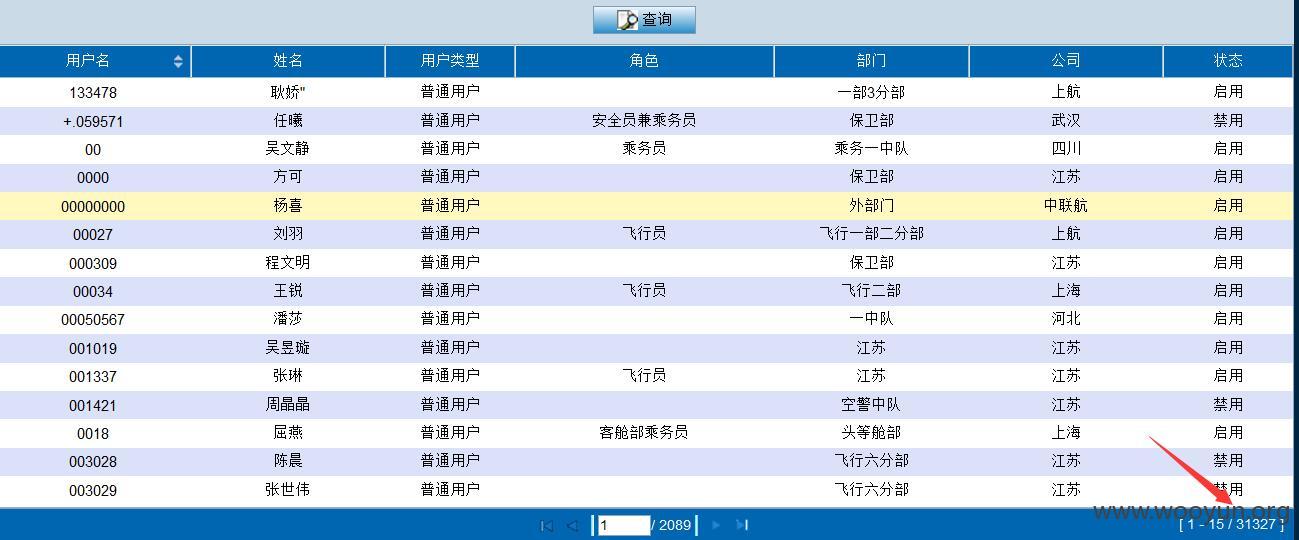 查询
用户名 姓名 用户类型 角色 部门 公司 状态
133478 耿娇" 普通用户 一部3分部 上航 启用
+.059571 任曦 普通用户 安全员兼乘务员 保卫部 武汉 禁用
00 吴文静 普通用户 乘务员 乘务一中队 四川 启用
0000 方可 普通用户 保卫部 江苏 启用
00000000 杨喜 普通用户 外部门 中联航 启用
00027 刘羽 普通用户 飞行员 飞行一部二分部 上航 启用
000309 程文明 普通用户 保卫部 江苏 启用
00034 王锐 普通用户 飞行员 飞行二部 上海 启用
00050567 潘莎 普通用户 一中队 河北 启用
001019 吴昱璇 普通用户 江苏 江苏 启用
001337 张琳 普通用户 飞行员 江苏 江苏 启用
001421 周晶晶 普通用户 空警中队 江苏 禁用
0018 屈燕 普通用户 客舱部乘务员 头等舱部 上海 启用
003028 陈晨 普通用户 飞行六分部 江苏 禁用
003029 张世伟 普通用户 飞行六分部 江苏 禁用
www.wooyun.org
1 / 2089 [ 1 - 15 / 31327 ]